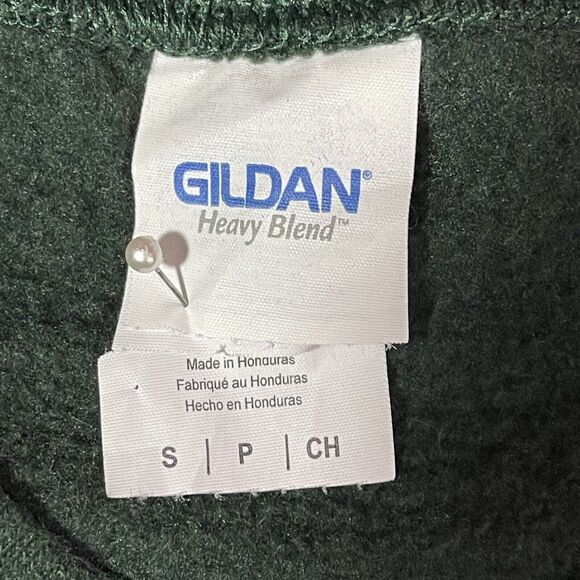 GILDAN®
Heavy Blend™
Made in Honduras
Fabriqué au Honduras
Hecho en Honduras
S | P | CH